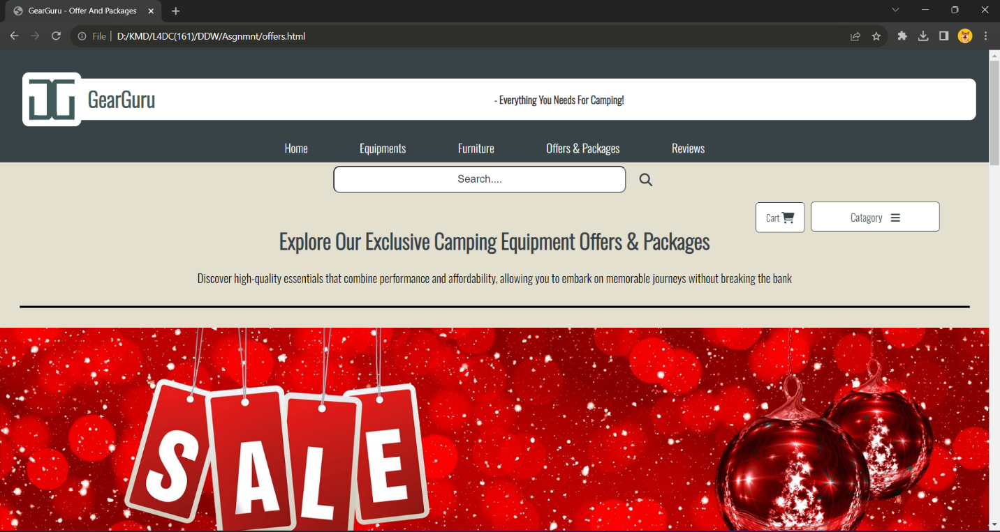 GearGuru - Offer And Packages
File
D:/KMD/L4DC(161)/DDW/Asgnmnt/offers.html
GearGuru
- Everything You Needs For Camping!
Home Equipments Furniture Offers & Packages Reviews
Search....
Cart
Catagory
Explore Our Exclusive Camping Equipment Offers & Packages
Discover high-quality essentials that combine performance and affordability, allowing you to embark on memorable journeys without breaking the bank
SALE